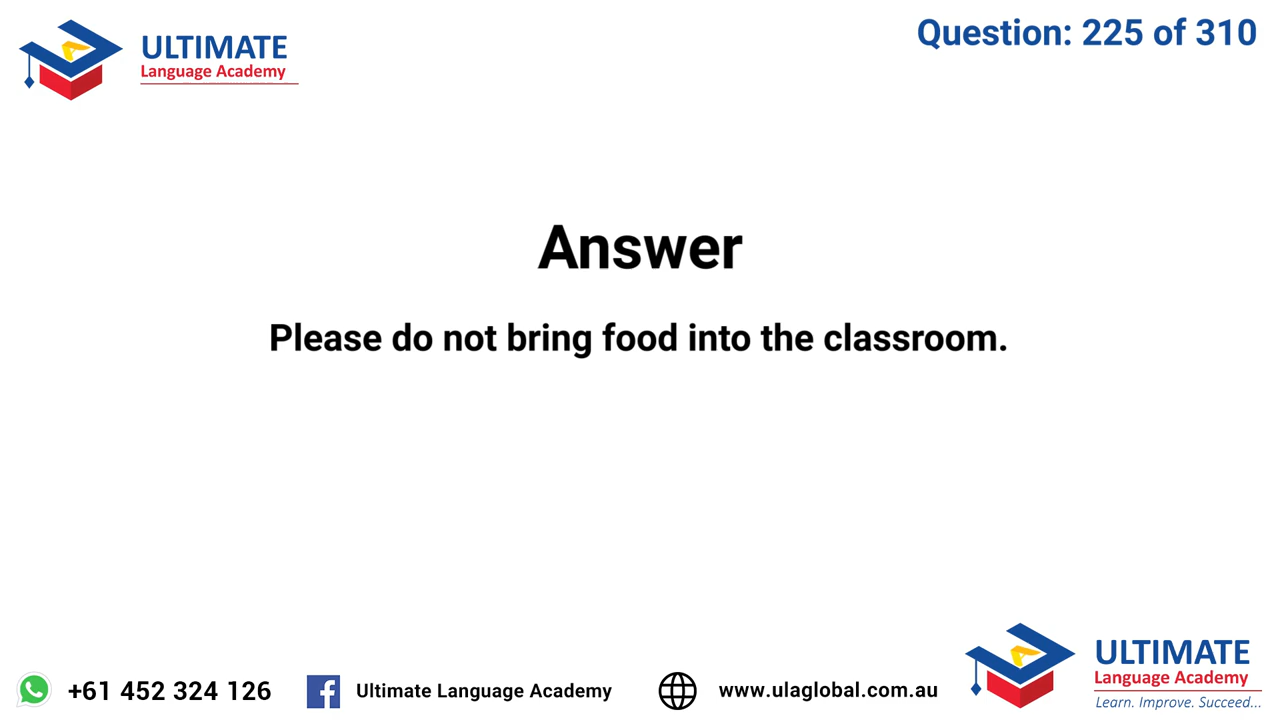 ULTIMATE
Language Academy
Question: 225 of 310
Answer
Please do not bring food into the classroom.
+61 452 324 126
Ultimate Language Academy
www.ulaglobal.com.au
ULTIMATE
Language Academy
Learn. Improve. Succeed...